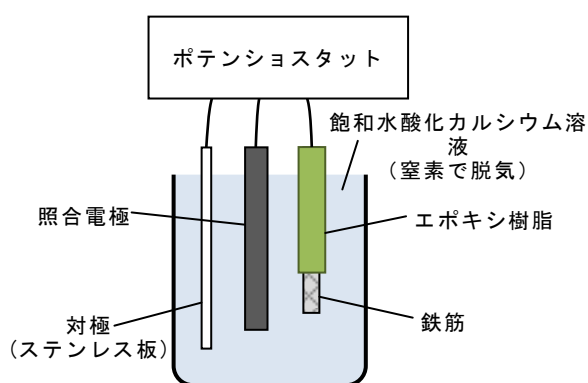 ポテンショスタット
飽和水酸化カルシウム溶
液
（窒素で脱気）
照合電極
エポキシ樹脂
対極
（ステンレス板）
鉄筋